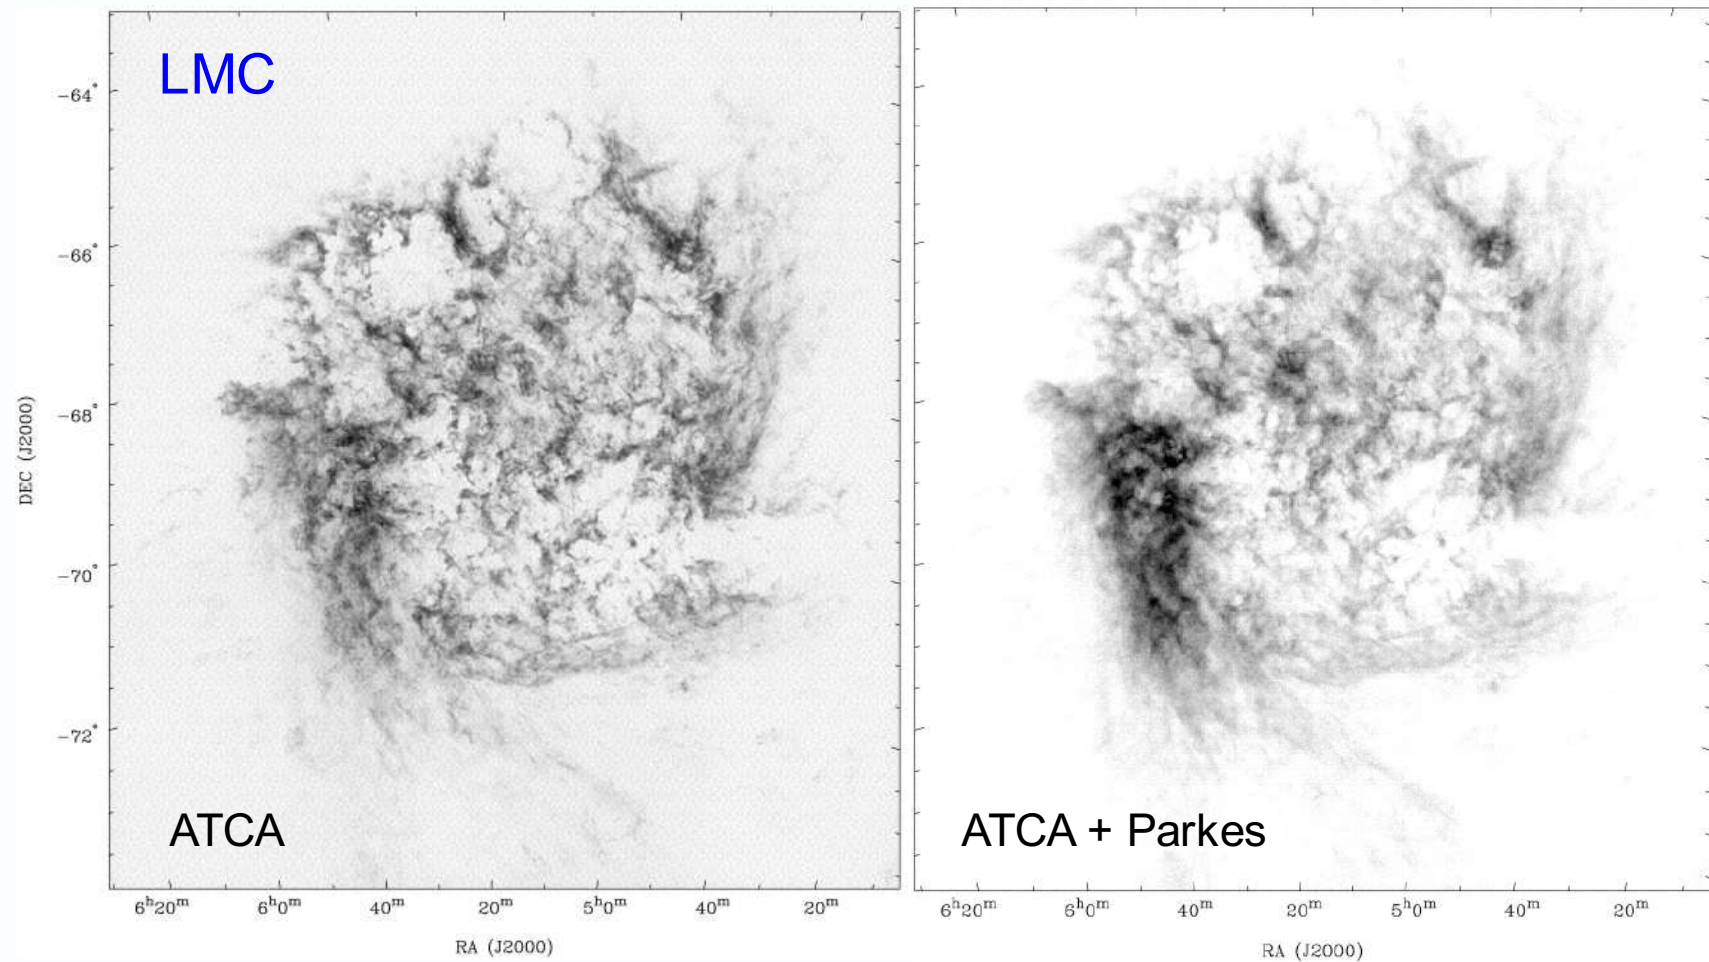 LMC
-64°
-66°
-68°
-70°
-72°
DEC (J2000)
ATCA
ATCA + Parkes
6ʰ20ᵐ 6ʰ0ᵐ 40ᵐ 20ᵐ 5ʰ0ᵐ 40ᵐ 20ᵐ
6ʰ20ᵐ 6ʰ0ᵐ 40ᵐ 20ᵐ 5ʰ0ᵐ 40ᵐ 20ᵐ
RA (J2000)
RA (J2000)